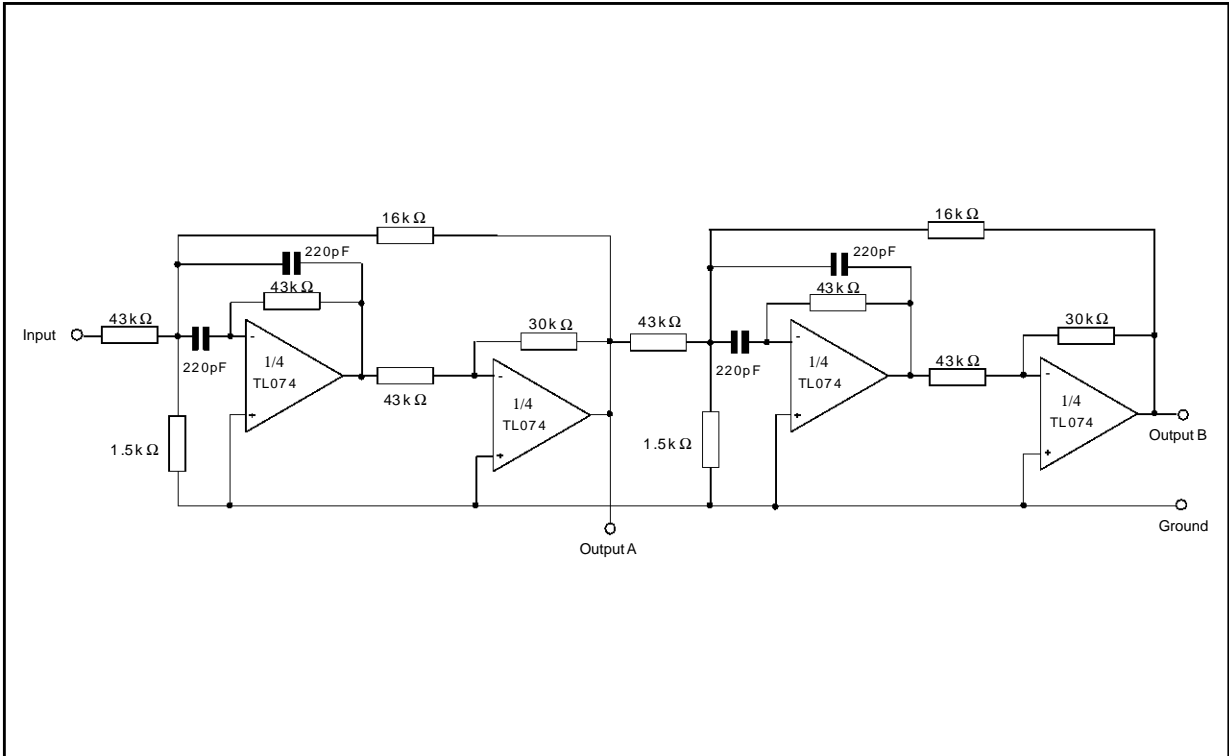 16kΩ
16kΩ
220pF
220pF
43kΩ
43kΩ
Input
43kΩ
30kΩ
43kΩ
30kΩ
-
-
220pF
1/4
TL074
220pF
1/4
TL074
43kΩ
-
43kΩ
-
+
1/4
TL074
+
1/4
TL074
Output B
1.5kΩ
1.5kΩ
+
+
Ground
Output A